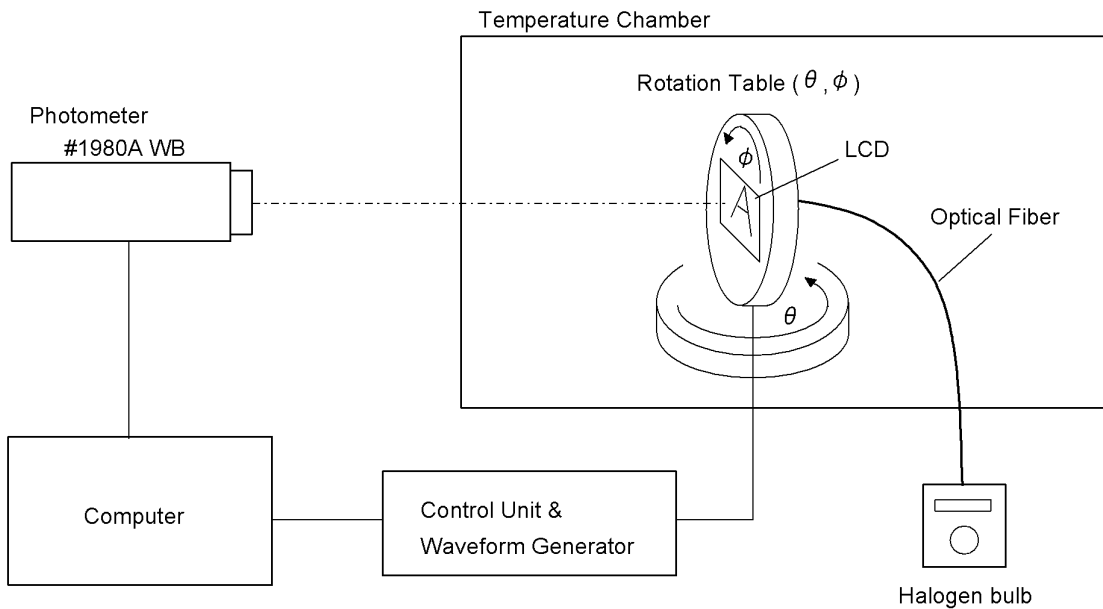 Temperature Chamber
Rotation Table ( θ , ϕ )
Photometer
#1980A WB
ϕ
LCD
A
Optical Fiber
θ
Computer
Control Unit &
Waveform Generator
Halogen bulb